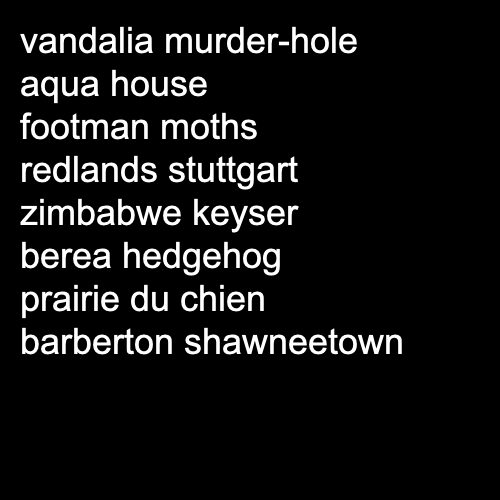 vandalia murder-hole
aqua house
footman moths
redlands stuttgart
zimbabwe keyser
berea hedgehog
prairie du chien
barberton shawneetown